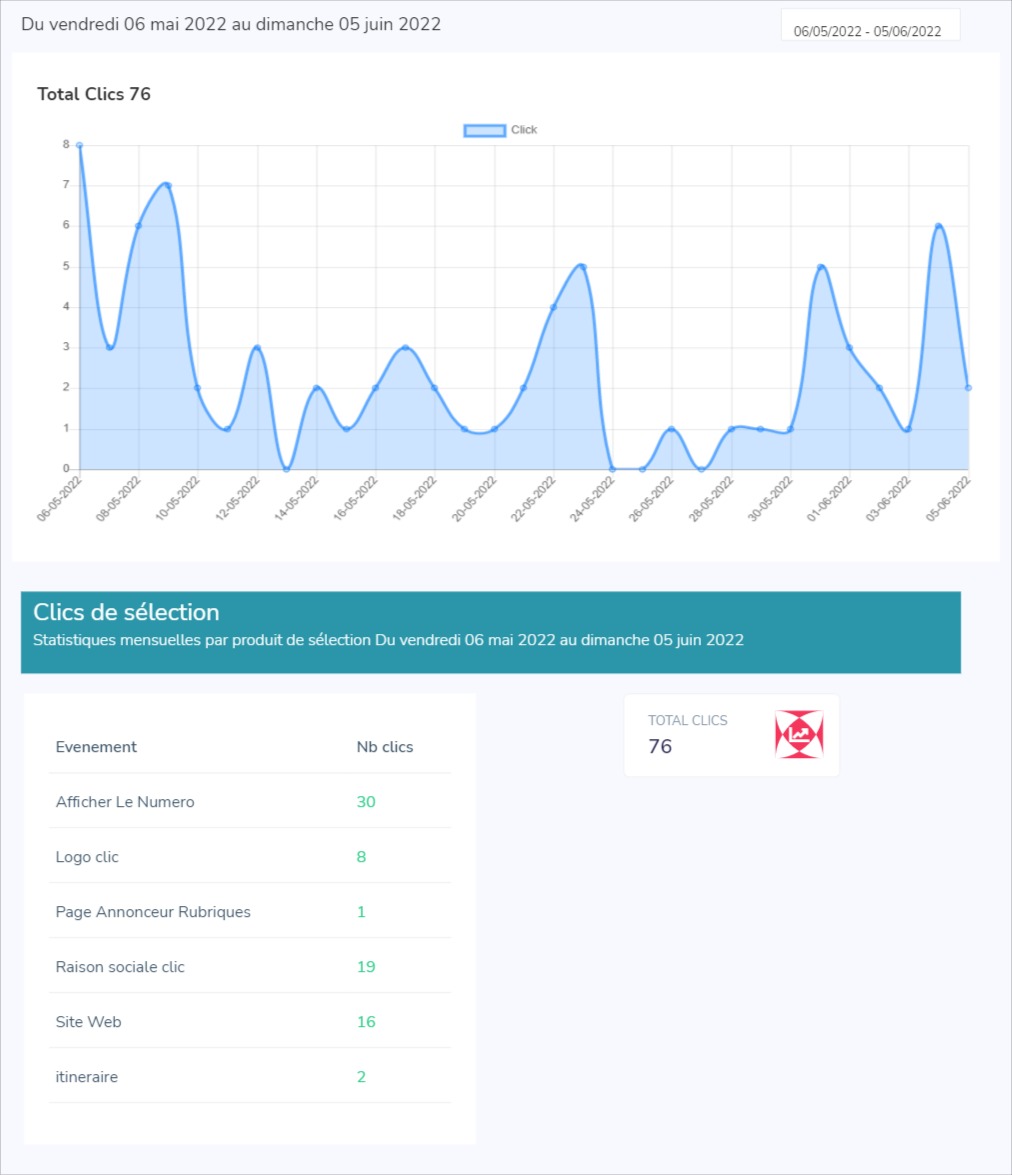 Du vendredi 06 mai 2022 au dimanche 05 juin 2022
06/05/2022 - 05/06/2022
Total Clics 76
Click
8
7
6
5
4
3
2
1
0
06-05-2022
08-05-2022
10-05-2022
12-05-2022
14-05-2022
16-05-2022
18-05-2022
20-05-2022
22-05-2022
24-05-2022
26-05-2022
28-05-2022
30-05-2022
01-06-2022
03-06-2022
05-06-2022
Clics de sélection
Statistiques mensuelles par produit de sélection Du vendredi 06 mai 2022 au dimanche 05 juin 2022
TOTAL CLICS
76
Evenement Nb clics
Afficher Le Numero 30
Logo clic 8
Page Annonceur Rubriques 1
Raison sociale clic 19
Site Web 16
itineraire 2